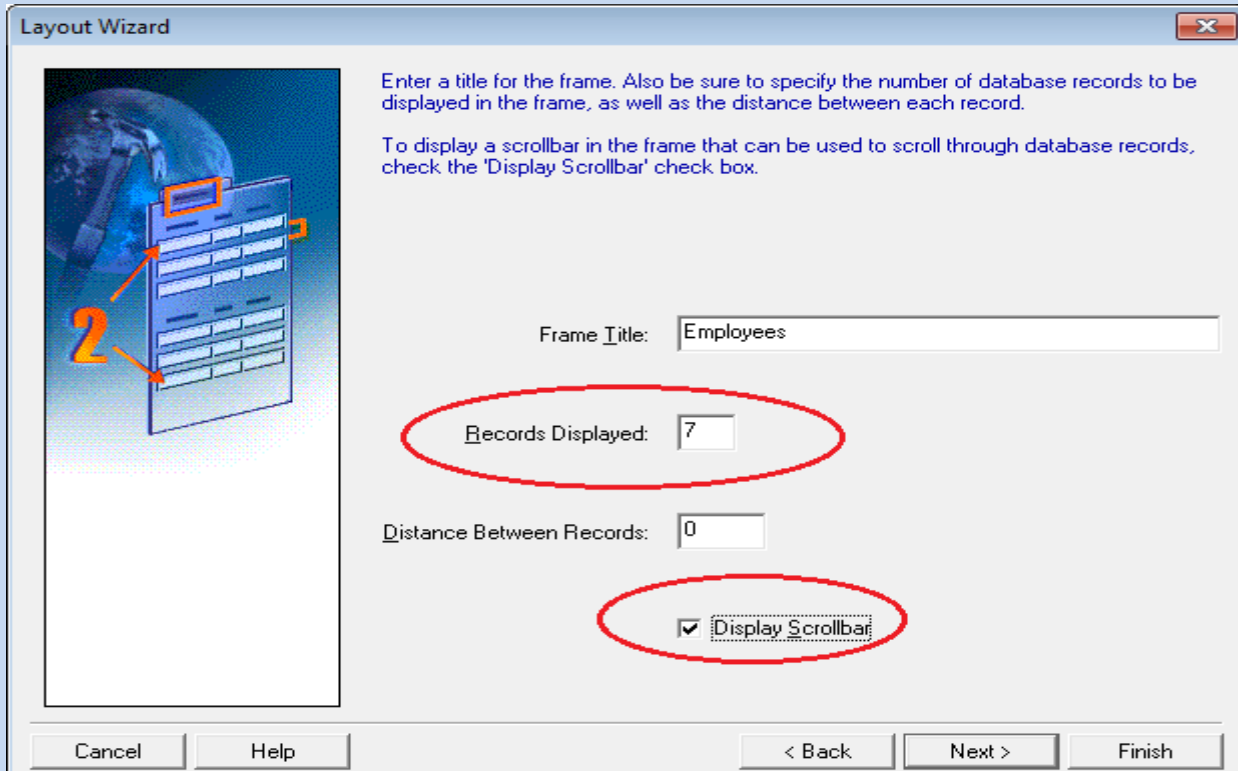 Layout Wizard
Enter a title for the frame. Also be sure to specify the number of database records to be
displayed in the frame, as well as the distance between each record.
To display a scrollbar in the frame that can be used to scroll through database records,
check the 'Display Scrollbar' check box.
2
Frame Title: Employees
Records Displayed: 7
Distance Between Records: 0
Display Scrollbar
Cancel Help < Back Next > Finish